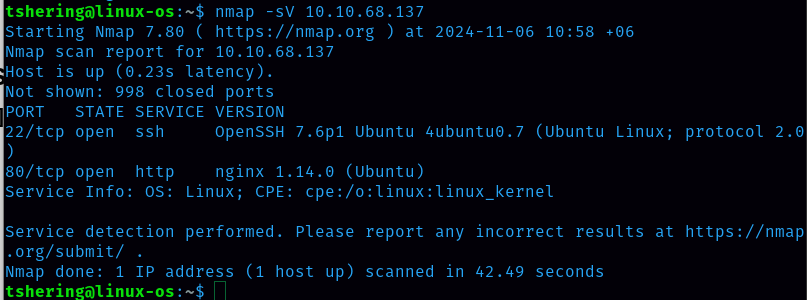 tshering@linux-os:~$ nmap -sV 10.10.68.137
Starting Nmap 7.80 ( https://nmap.org ) at 2024-11-06 10:58 +06
Nmap scan report for 10.10.68.137
Host is up (0.23s latency).
Not shown: 998 closed ports
PORT   STATE SERVICE VERSION
22/tcp open  ssh     OpenSSH 7.6p1 Ubuntu 4ubuntu0.7 (Ubuntu Linux; protocol 2.0
)
80/tcp open  http    nginx 1.14.0 (Ubuntu)
Service Info: OS: Linux; CPE: cpe:/o:linux:linux_kernel
Service detection performed. Please report any incorrect results at https://nmap
.org/submit/ .
Nmap done: 1 IP address (1 host up) scanned in 42.49 seconds
tshering@linux-os:~$